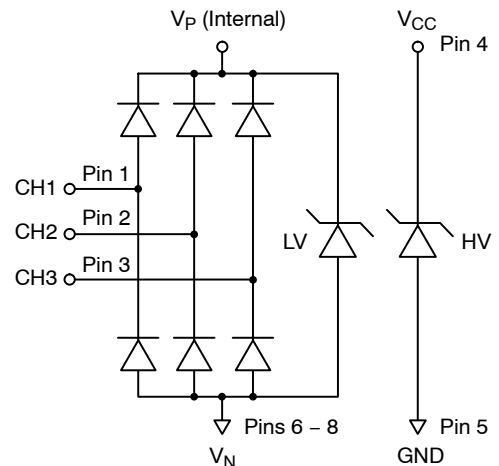 VP (Internal)
VCC
Pin 4
Pin 1
CH1
Pin 2
CH2
Pin 3
CH3
LV
HV
Pins 6 – 8
Pin 5
VN
GND